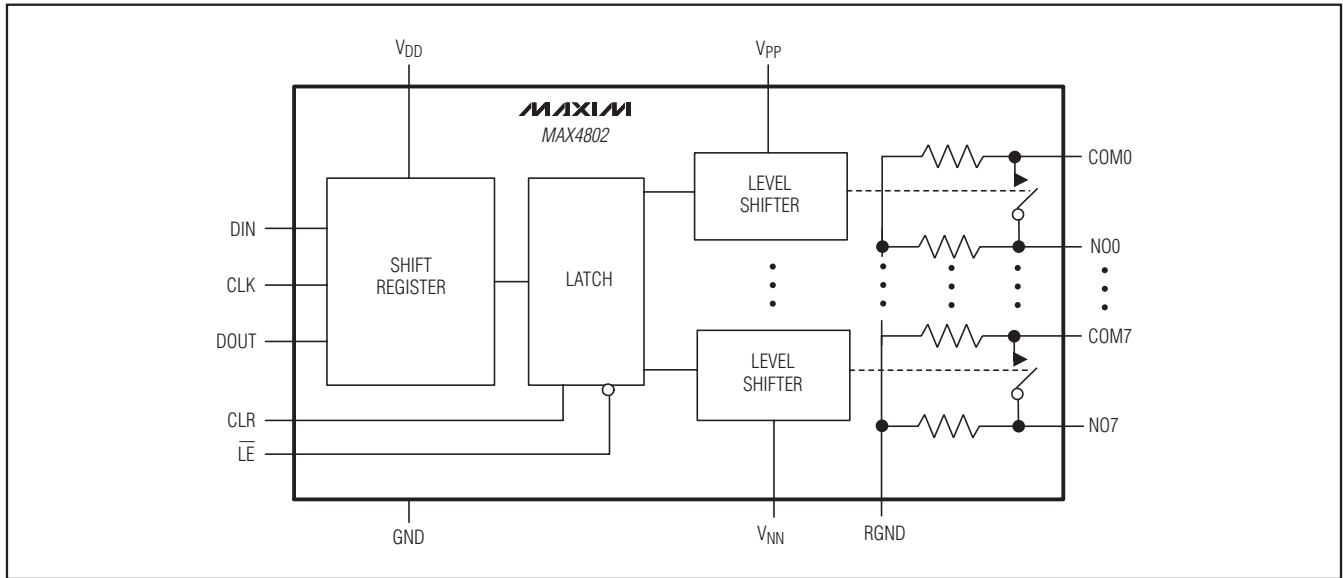 VDD
VPP
MAXIM
MAX4802
DIN
CLK
DOUT
CLR
LE
SHIFT
REGISTER
LATCH
LEVEL
SHIFTER
LEVEL
SHIFTER
COM0
NO0
COM7
NO7
GND
VNN
RGND